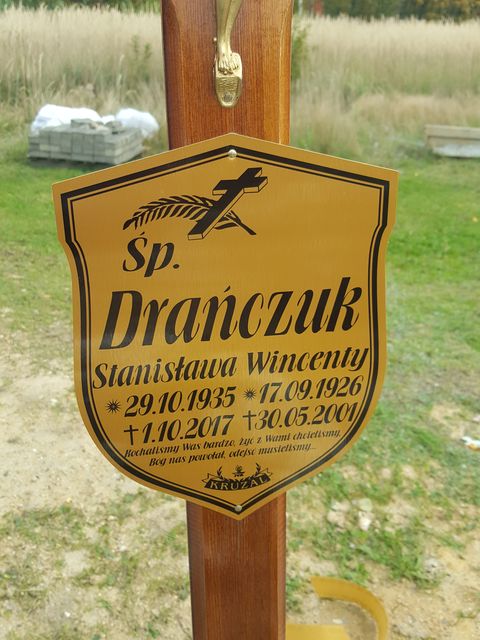 Śp.
Drańczuk
Stanisława Wincenty
29.10.1935 17.09.1926
†1.10.2017 †30.05.2001
Kochaliśmy Was bardzo, żyć z Wami chcieliśmy,
Bóg nas powołał, odejść musieliśmy...
KRUŻAL